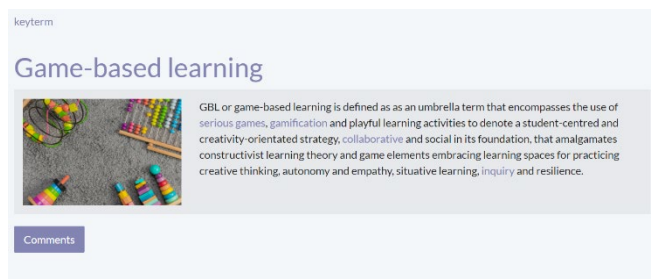 keyterm
Game-based learning
GBL or game-based learning is defined as as an umbrella term that encompasses the use of
serious games, gamification and playful learning activities to denote a student-centred and
creativity-orientated strategy, collaborative and social in its foundation, that amalgamates
constructivist learning theory and game elements embracing learning spaces for practicing
creative thinking, autonomy and empathy, situative learning, inquiry and resilience.
Comments